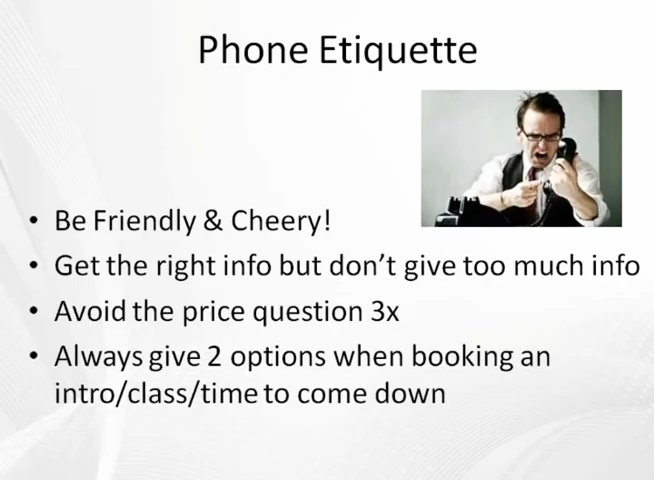 Phone Etiquette
• Be Friendly & Cheery!
• Get the right info but don’t give too much info
• Avoid the price question 3x
• Always give 2 options when booking an
intro/class/time to come down